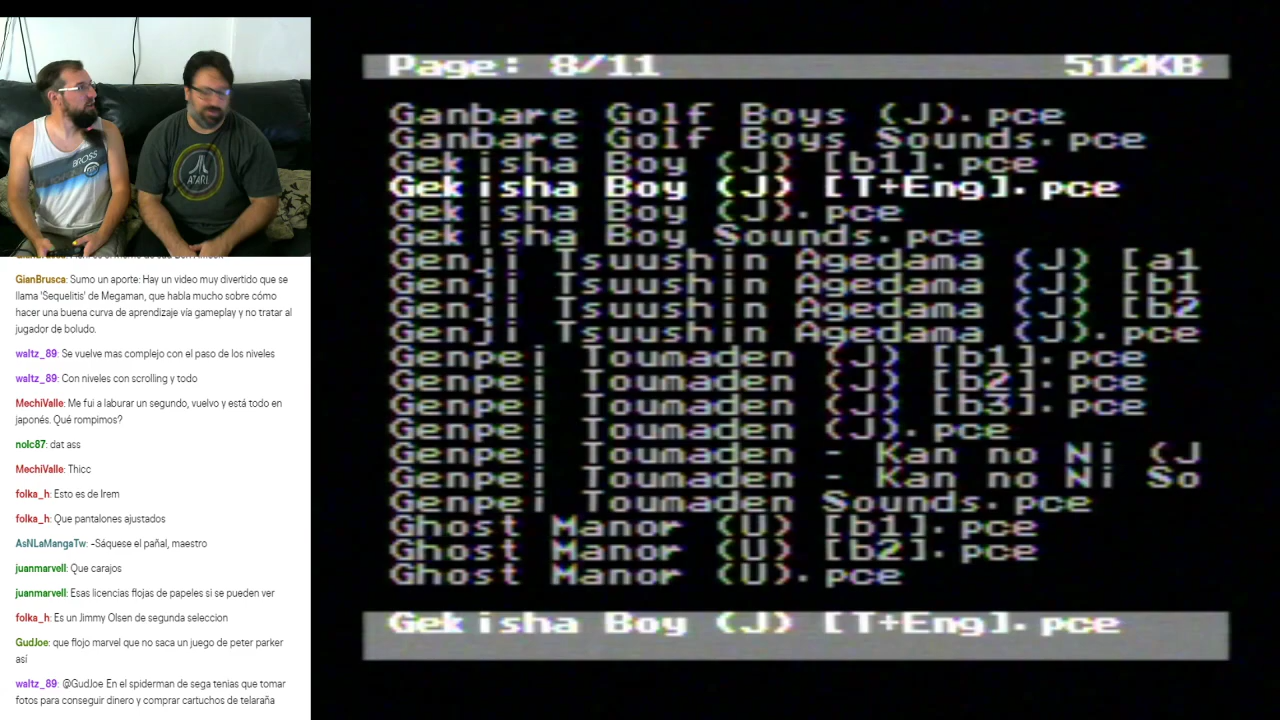 Page: 8/11 512KB
Ganbare Golf Boys (J).pce
Ganbare Golf Boys Sounds.pce
Gekisha Boy (J) [b1].pce
Gekisha Boy (J) [T+Eng].pce
Gekisha Boy (J).pce
Gekisha Boy Sounds.pce
Genji Tsuushin Agedama (J) [a1
Genji Tsuushin Agedama (J) [b1
Genji Tsuushin Agedama (J) [b2
Genji Tsuushin Agedama (J).pce
Genpei Toumaden (J) [b1].pce
Genpei Toumaden (J) [b2].pce
Genpei Toumaden (J) [b3].pce
Genpei Toumaden (J).pce
Genpei Toumaden - Kan no Ni (J
Genpei Toumaden - Kan no Ni So
Genpei Toumaden Sounds.pce
Ghost Manor (U) [b1].pce
Ghost Manor (U) [b2].pce
Ghost Manor (U).pce
Gekisha Boy (J) [T+Eng].pce
BROSS
ATARI
GianBrusca: Sumo un aporte: Hay un video muy divertido que se
llama 'Sequelitis' de Megaman, que habla mucho sobre cómo
hacer una buena curva de aprendizaje vía gameplay y no tratar al
jugador de boludo.
waltz_89: Se vuelve mas complejo con el paso de los niveles
waltz_89: Con niveles con scrolling y todo
MechiValle: Me fui a laburar un segundo, vuelvo y está todo en
japonés. Qué rompimos?
nolc87: dat ass
MechiValle: Thicc
folka_h: Esto es de Irem
folka_h: Que pantalones ajustados
AsNLaMangaTw: -Sáquese el pañal, maestro
juanmarvell: Que carajos
juanmarvell: Esas licencias flojas de papeles si se pueden ver
folka_h: Es un Jimmy Olsen de segunda seleccion
GudJoe: que flojo marvel que no saca un juego de peter parker
así
waltz_89: @GudJoe En el spiderman de sega tenias que tomar
fotos para conseguir dinero y comprar cartuchos de telaraña